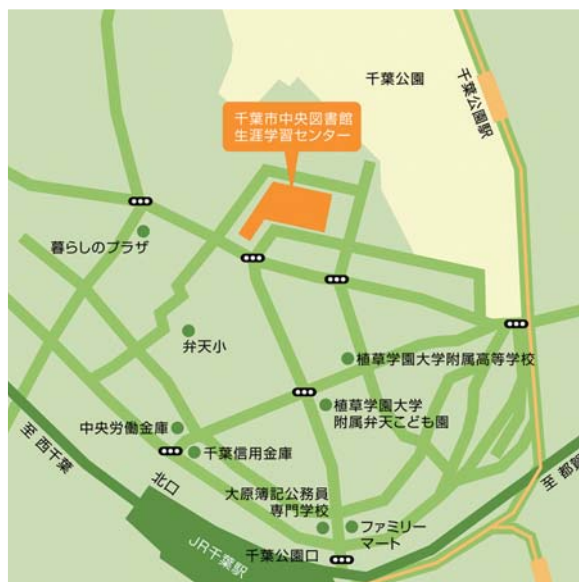 千葉公園
千葉公園駅
千葉市中央図書館
生涯学習センター
暮らしのプラザ
弁天小
植草学園大学附属高等学校
植草学園大学
附属弁天こども園
中央労働金庫
千葉信用金庫
至 西千葉
北口
至 都賀
大原簿記公務員
専門学校
ファミリー
マート
JR千葉駅
千葉公園口